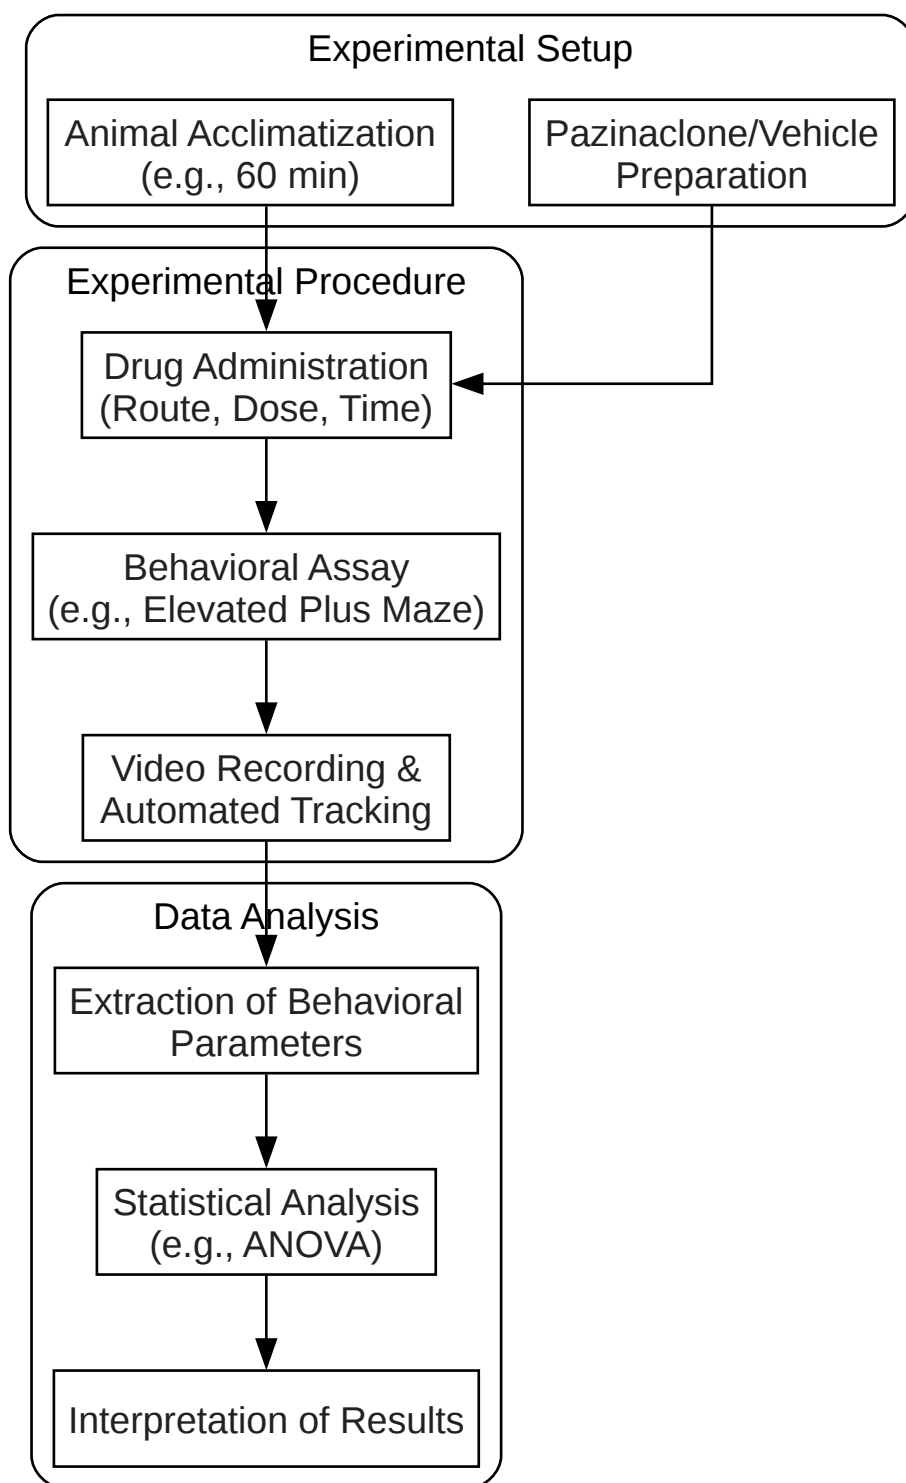 Experimental Setup
Animal Acclimatization
(e.g., 60 min)
Pazinaclone/Vehicle
Preparation
Experimental Procedure
Drug Administration
(Route, Dose, Time)
Behavioral Assay
(e.g., Elevated Plus Maze)
Video Recording &
Automated Tracking
Data Analysis
Extraction of Behavioral
Parameters
Statistical Analysis
(e.g., ANOVA)
Interpretation of Results